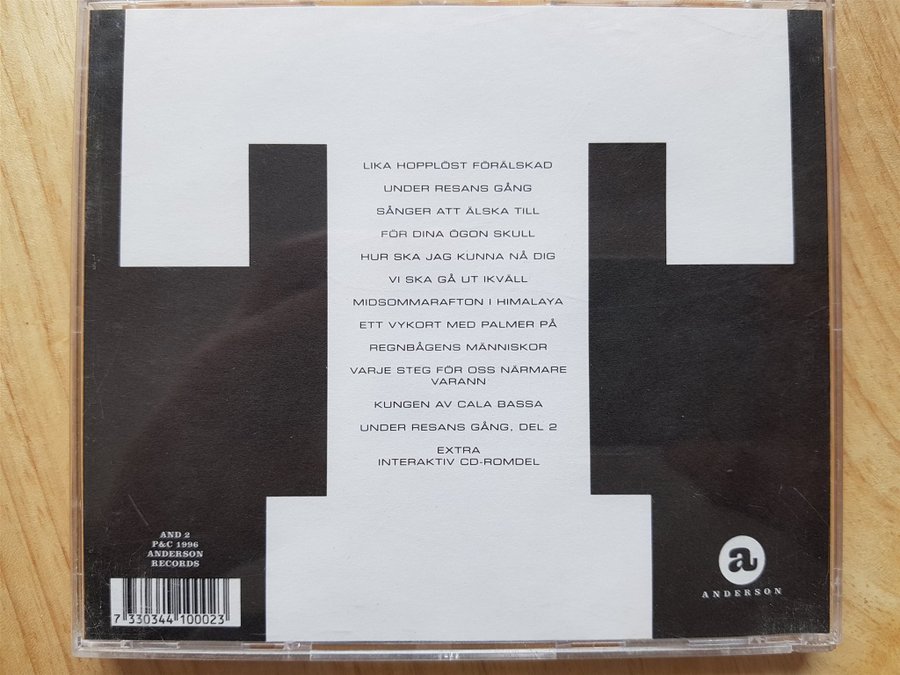 LIKA HOPPLÖST FÖRÄLSKAD
UNDER RESANS GÅNG
SÅNGER ATT ÄLSKA TILL
FÖR DINA ÖGON SKULL
HUR SKA JAG KUNNA NÅ DIG
VI SKA GÅ UT IKVÄLL
MIDSOMMARAFTON I HIMALAYA
ETT VYKORT MED PALMER PÅ
REGNBÅGENS MÄNNISKOR
VARJE STEG FÖR OSS NÄRMARE
VARANN
KUNGEN AV CALA BASSA
UNDER RESANS GÅNG, DEL 2
EXTRA
INTERAKTIV CD-ROMDEL
AND 2
P&C 1996
ANDERSON
RECORDS
7 330344 100023
a
ANDERSON